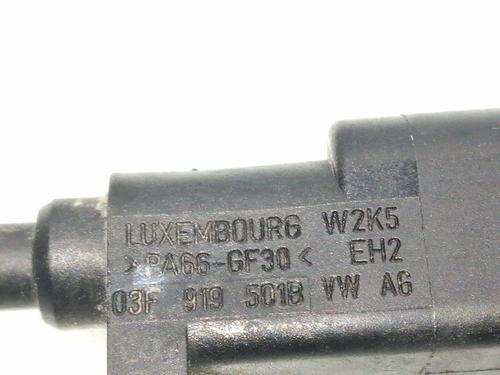 LUXEMBOURG W2K5
>PA66-GF30< EH2
03F 919 501B VW AG